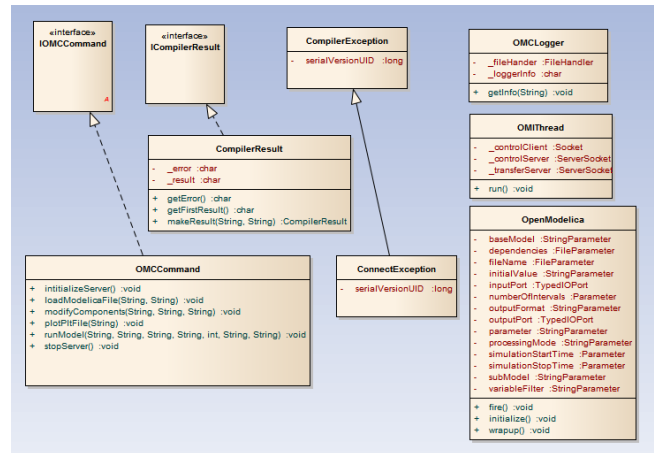 «interface»
IOMCCommand
A
«interface»
ICompilerResult
CompilerException
- serialVersionUID :long
OMCLogger
- _fileHander :FileHandler
- _loggerInfo :char
+ getInfo(String) :void
OMIThread
- _controlClient :Socket
- _controlServer :ServerSocket
- _transferServer :ServerSocket
+ run() :void
CompilerResult
- _error :char
- _result :char
+ getError() :char
+ getFirstResult() :char
+ makeResult(String, String) :CompilerResult
OMCCommand
+ intitializeServer() :void
+ loadModelicaFile(String, String) :void
+ modifyComponents(String, String, String) :void
+ plotPltFile(String) :void
+ runModel(String, String, String, String, int, String, String) :void
+ stopServer() :void
ConnectException
- serialVersionUID :long
OpenModelica
- baseModel :StringParameter
- dependencies :FileParameter
- fileName :FileParameter
- initialValue :StringParameter
- inputPort :TypedIOPort
- numberOfIntervals :Parameter
- outputFormat :StringParameter
- outputPort :TypedIOPort
- parameter :StringParameter
- processingMode :StringParameter
- simulationStartTime :Parameter
- simulationStopTime :Parameter
- subModel :StringParameter
- variableFilter :StringParameter
+ fire() :void
+ initialize() :void
+ wrapup() :void